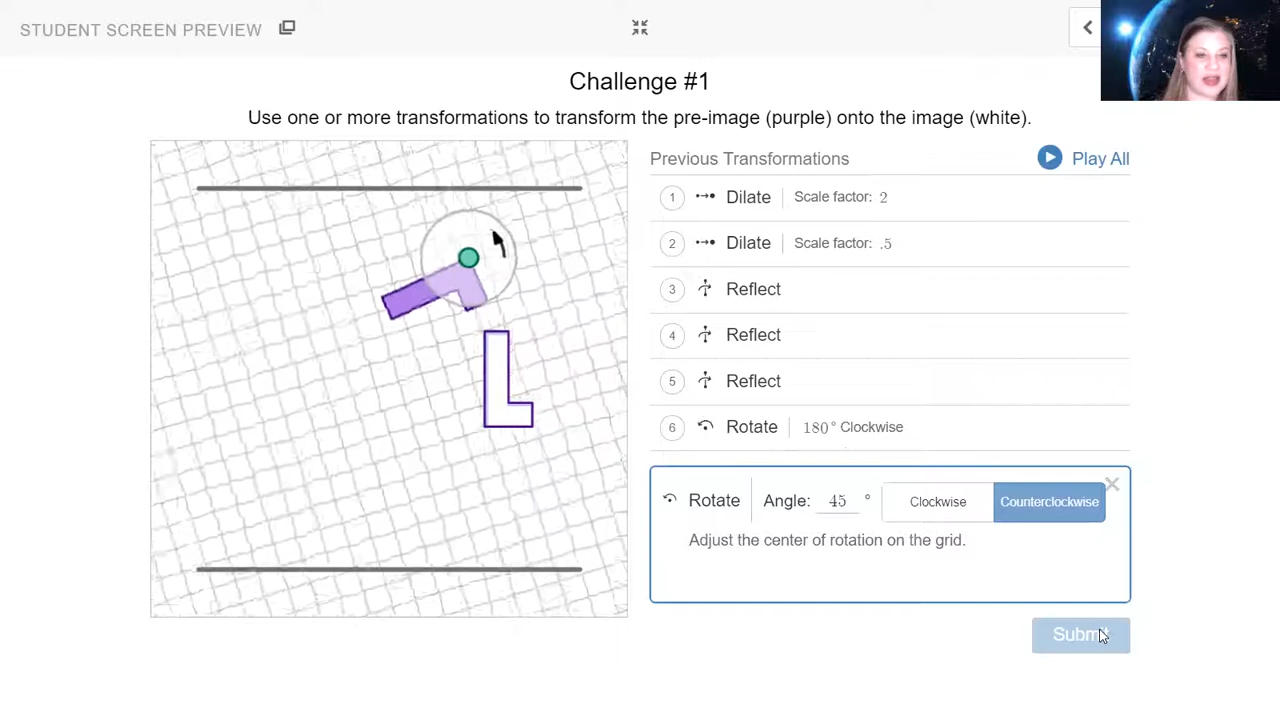 STUDENT SCREEN PREVIEW
Challenge #1
Use one or more transformations to transform the pre-image (purple) onto the image (white).
Previous Transformations Play All
1 Dilate Scale factor: 2
2 Dilate Scale factor: .5
3 Reflect
4 Reflect
5 Reflect
6 Rotate 180° Clockwise
Rotate Angle: 45 ° Clockwise Counterclockwise
Adjust the center of rotation on the grid.
Submit